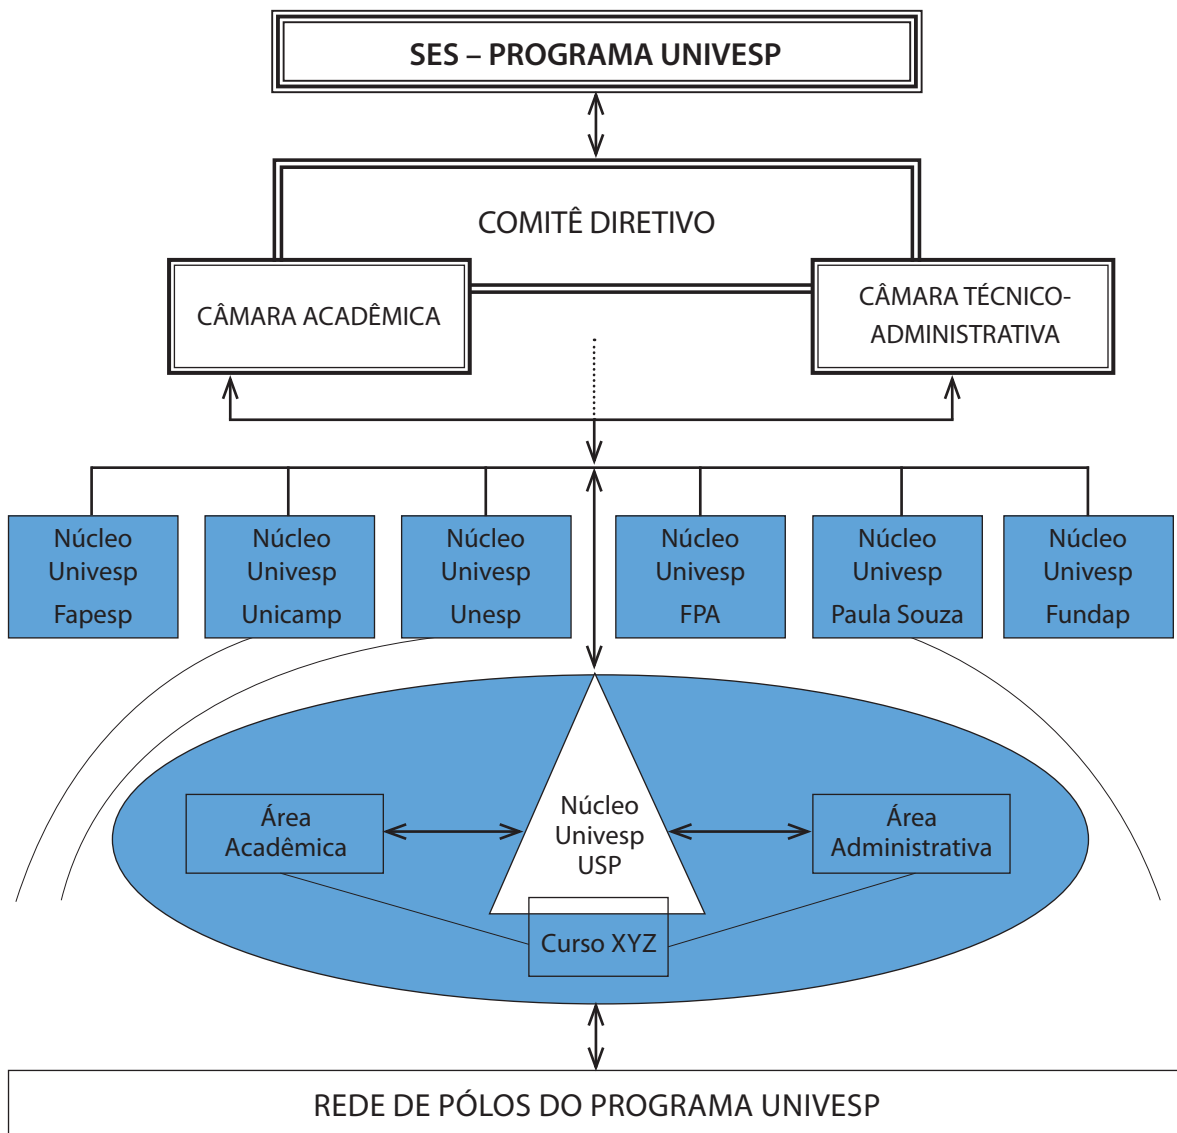 SES – PROGRAMA UNIVESP
COMITÊ DIRETIVO
CÂMARA ACADÊMICA
CÂMARA TÉCNICO-
ADMINISTRATIVA
Núcleo
Univesp
Fapesp
Núcleo
Univesp
Unicamp
Núcleo
Univesp
Unesp
Núcleo
Univesp
FPA
Núcleo
Univesp
Paula Souza
Núcleo
Univesp
Fundap
Área
Acadêmica
Núcleo
Univesp
USP
Área
Administrativa
Curso XYZ
REDE DE PÓLOS DO PROGRAMA UNIVESP